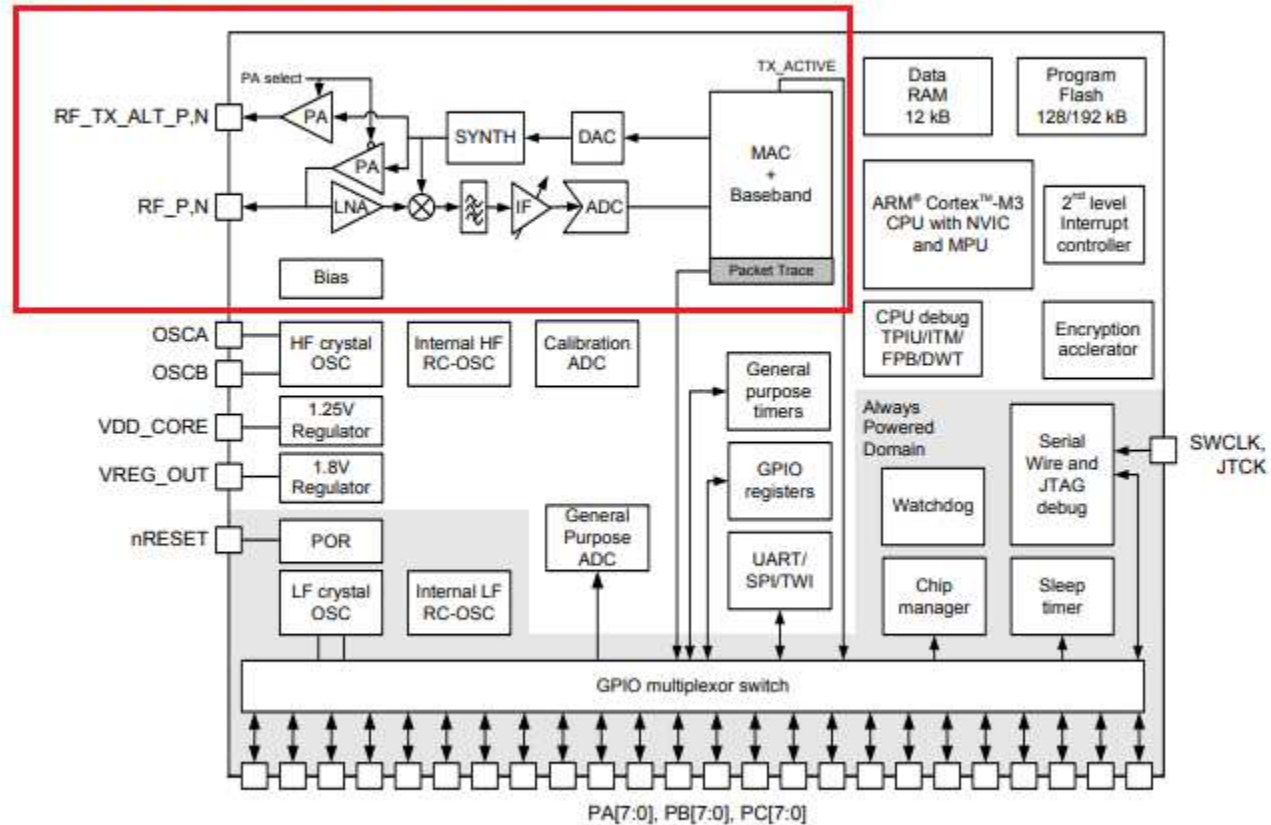 PA select
TX_ACTIVE
RF_TX_ALT_P,N
PA
SYNTH
DAC
MAC
+
Baseband
PA
RF_P,N
LNA
IF
ADC
Packet Trace
Bias
Data
RAM
12 kB
Program
Flash
128/192 kB
ARM® Cortex™-M3
CPU with NVIC
and MPU
2nd level
Interrupt
controller
CPU debug
TPIU/ITM/
FPB/DWT
Encryption
acclerator
OSCA
OSCB
HF crystal
OSC
Internal HF
RC-OSC
Calibration
ADC
General
purpose
timers
VDD_CORE
1.25V
Regulator
VREG_OUT
1.8V
Regulator
GPIO
registers
Always
Powered
Domain
Watchdog
Serial
Wire and
JTAG
debug
SWCLK,
JTCK
nRESET
POR
General
Purpose
ADC
UART/
SPI/TWI
LF crystal
OSC
Internal LF
RC-OSC
Chip
manager
Sleep
timer
GPIO multiplexor switch
PA[7:0], PB[7:0], PC[7:0]